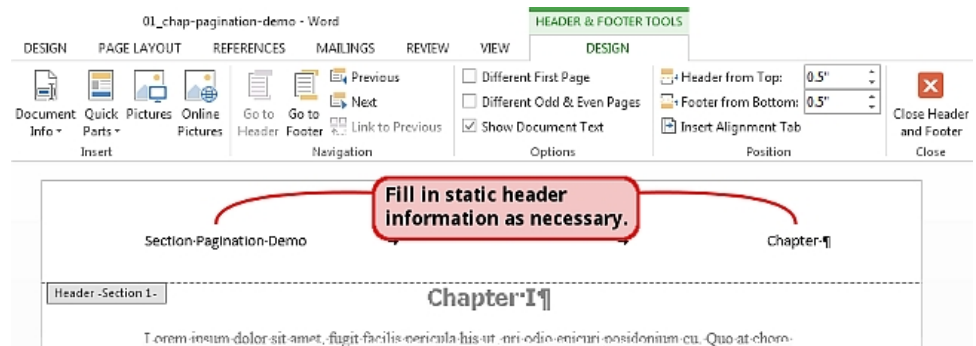 01_chap-pagination-demo - Word
HEADER & FOOTER TOOLS
DESIGN PAGE LAYOUT REFERENCES MAILINGS REVIEW VIEW DESIGN
Document Info
Quick Parts
Pictures
Online Pictures
Insert
Go to Header
Go to Footer
Previous
Next
Link to Previous
Navigation
Different First Page
Different Odd & Even Pages
Show Document Text
Options
Header from Top: 0.5"
Footer from Bottom: 0.5"
Insert Alignment Tab
Position
Close Header and Footer
Close
Fill in static header
information as necessary.
Section·Pagination·Demo → → Chapter·¶
Header -Section 1-
Chapter·I¶
Lorem·ipsum·dolor·sit·amet,·fugit·facilis·pericula·his·ut·pri·odio·epicuri·posidonium·cu.·Quo·at·choro·